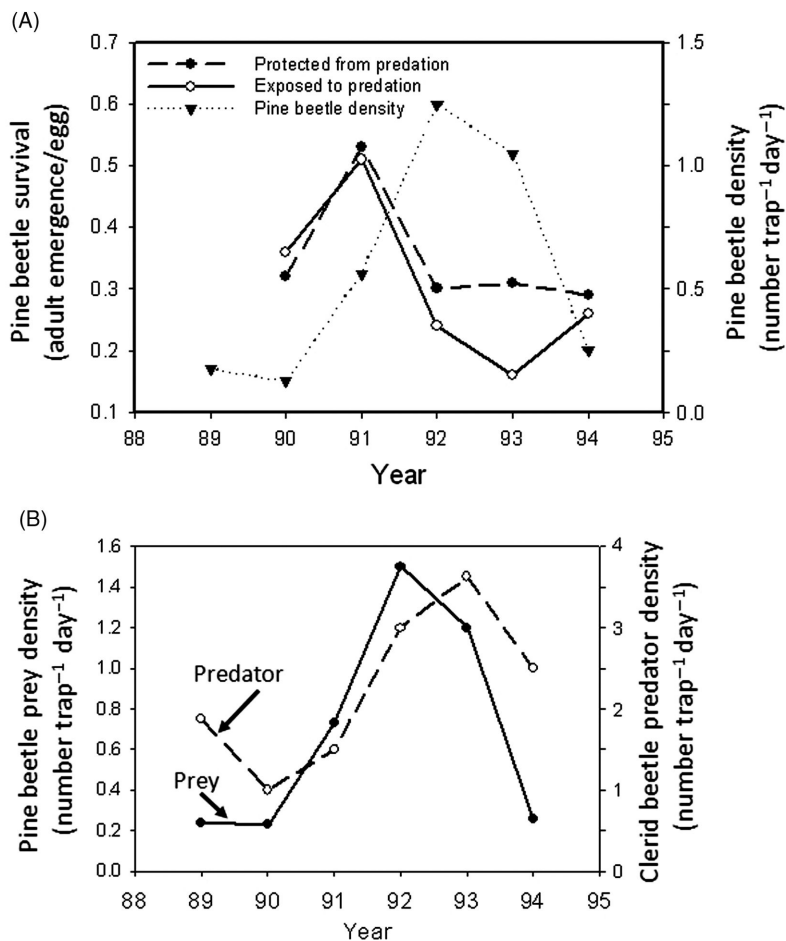 (A)
Pine beetle survival
(adult emergence/egg)
0.7
0.6
0.5
0.4
0.3
0.2
0.1
Protected from predation
Exposed to predation
Pine beetle density
1.5
1.0
0.5
0.0
Pine beetle density
(number trap⁻¹ day⁻¹)
88 89 90 91 92 93 94 95
Year
(B)
Pine beetle prey density
(number trap⁻¹ day⁻¹)
1.6
1.4
1.2
1.0
0.8
0.6
0.4
0.2
0.0
Predator
Prey
4
3
2
1
0
Clerid beetle predator density
(number trap⁻¹ day⁻¹)
88 89 90 91 92 93 94 95
Year